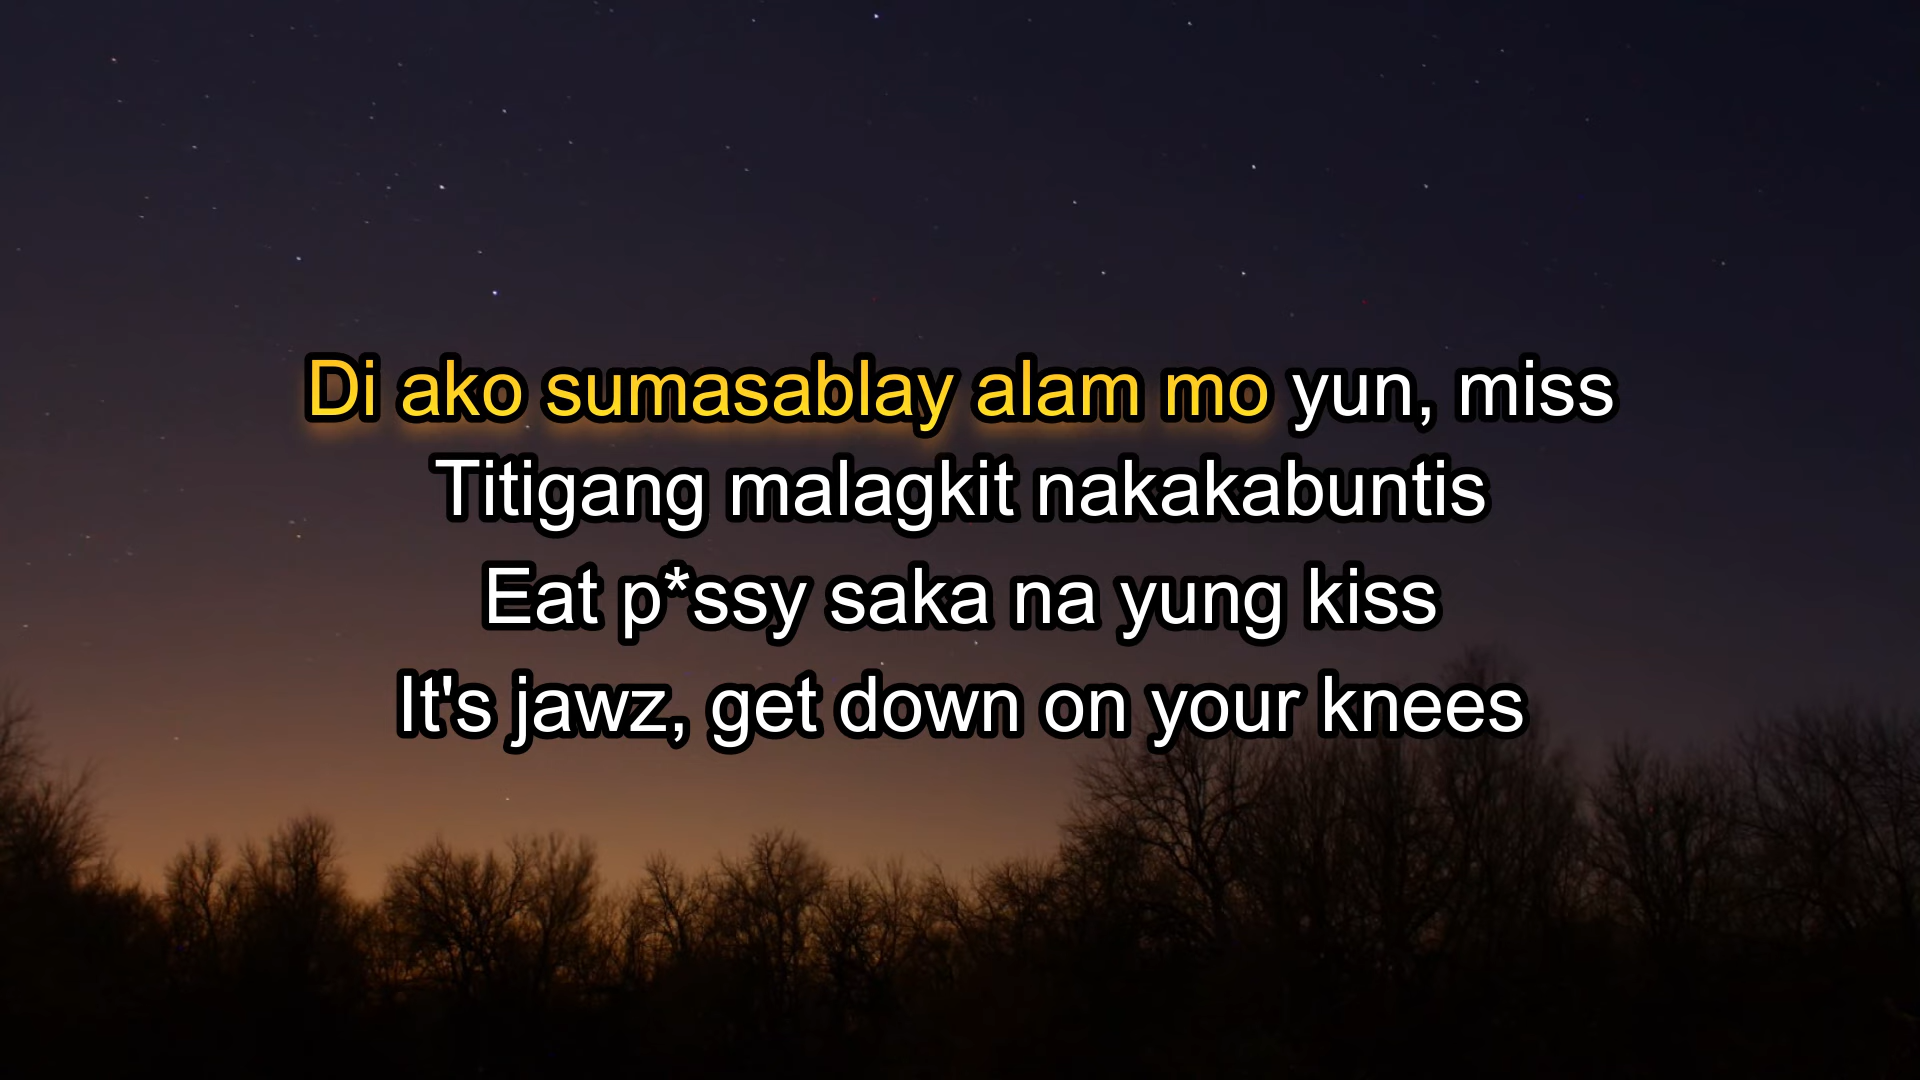 Di ako sumasablay alam mo yun, miss
Titigang malagkit nakakabuntis
Eat p*ssy saka na yung kiss
It's jawz, get down on your knees